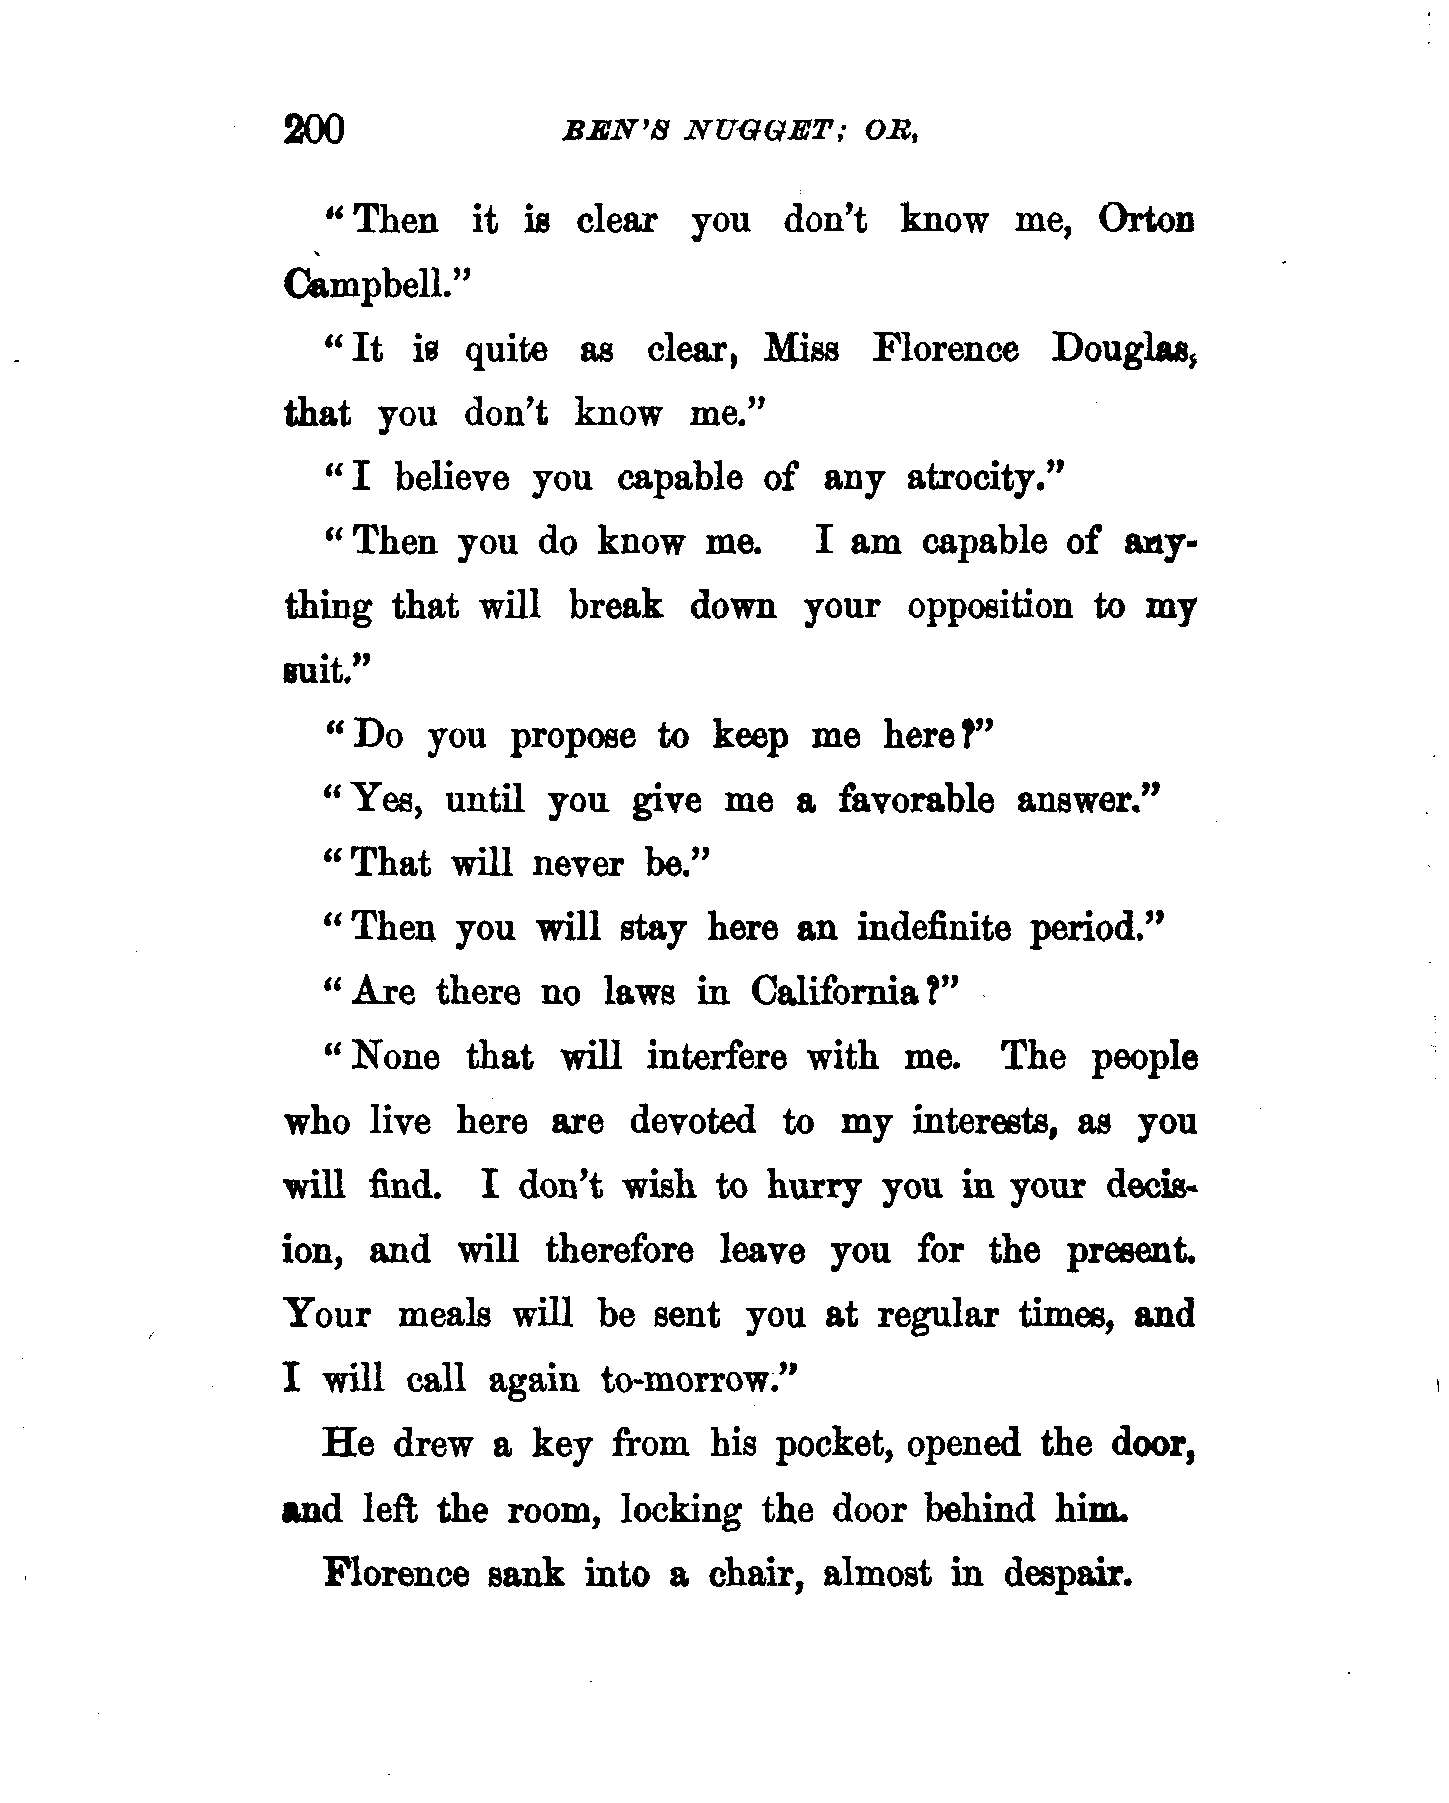 200 BEN'S NUGGET; OR,
"Then it is clear you don't know me, Orton
Campbell."
"It is quite as clear, Miss Florence Douglas,
that you don't know me."
"I believe you capable of any atrocity."
"Then you do know me. I am capable of any-
thing that will break down your opposition to my
suit."
"Do you propose to keep me here?"
"Yes, until you give me a favorable answer."
"That will never be."
"Then you will stay here an indefinite period."
"Are there no laws in California?"
"None that will interfere with me. The people
who live here are devoted to my interests, as you
will find. I don't wish to hurry you in your decis-
ion, and will therefore leave you for the present.
Your meals will be sent you at regular times, and
I will call again to-morrow."
He drew a key from his pocket, opened the door,
and left the room, locking the door behind him.
Florence sank into a chair, almost in despair.